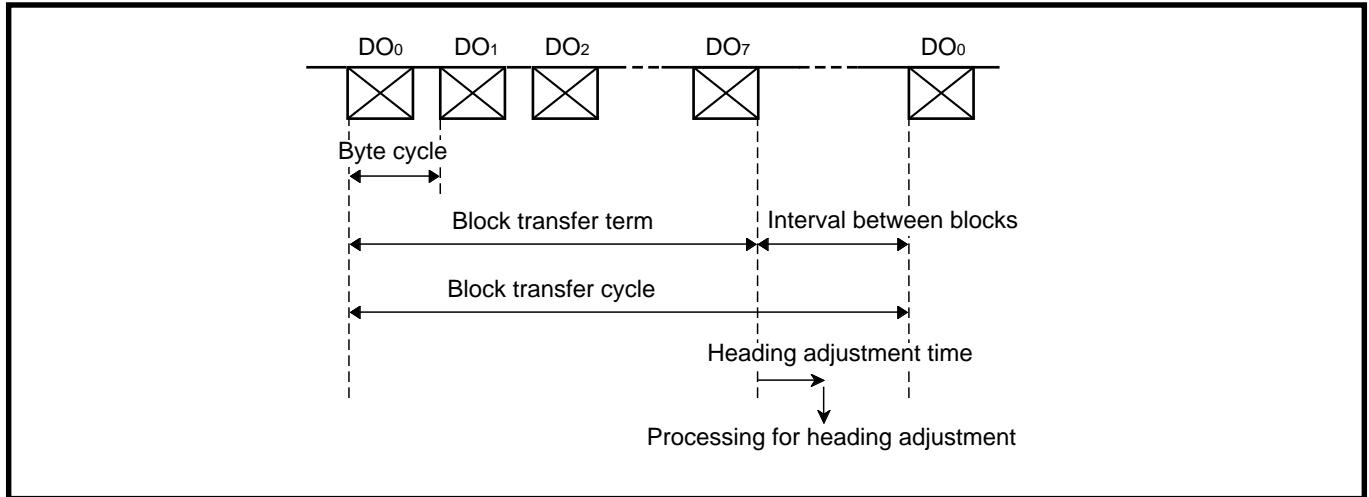 DO0 DO1 DO2 DO7 DO0
Byte cycle
Block transfer term Interval between blocks
Block transfer cycle
Heading adjustment time
Processing for heading adjustment